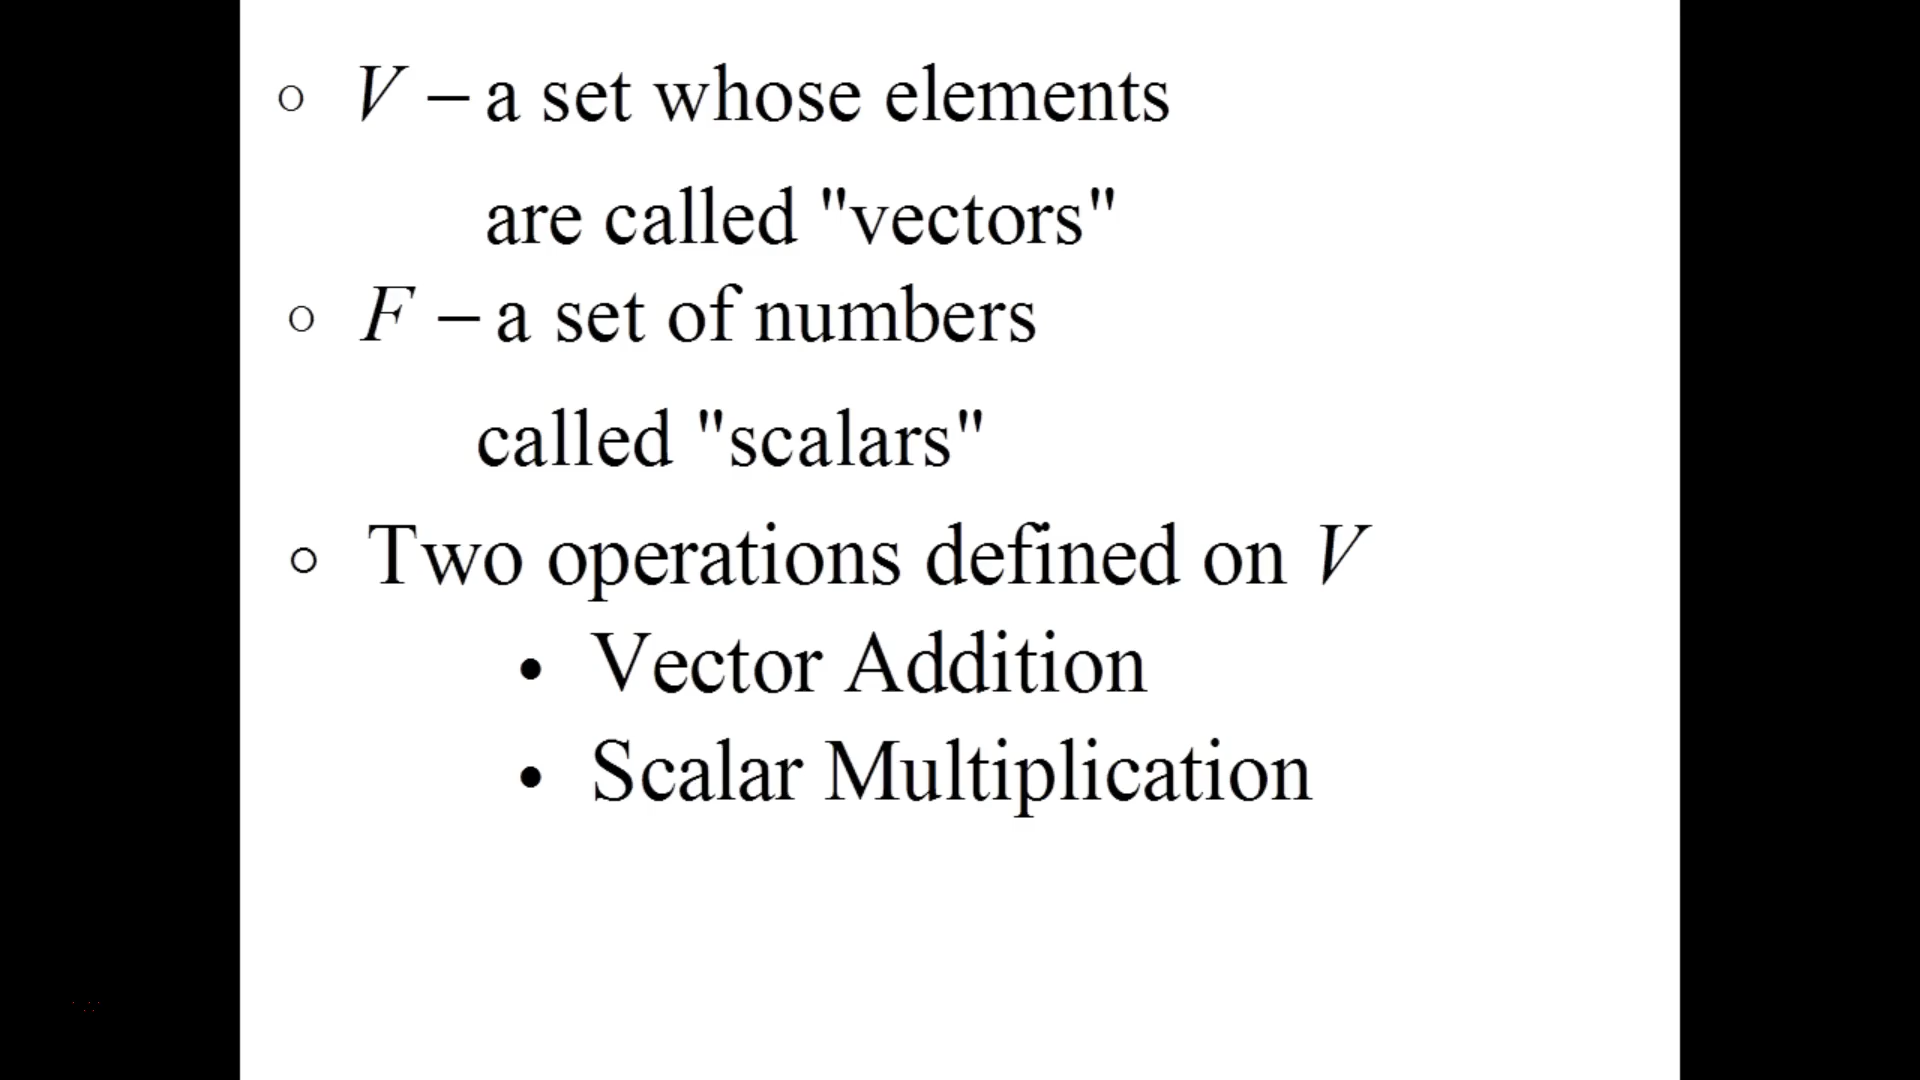 ○ V – a set whose elements
are called "vectors"
○ F – a set of numbers
called "scalars"
○ Two operations defined on V
• Vector Addition
• Scalar Multiplication